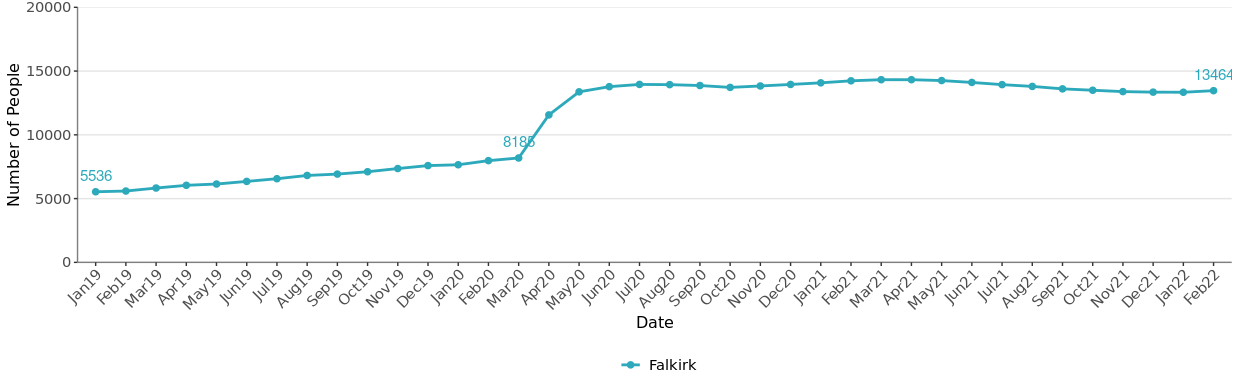 20000
15000
10000
5000
0
Number of People
5536
8185
13464
Jan19 Feb19 Mar19 Apr19 May19 Jun19 Jul19 Aug19 Sep19 Oct19 Nov19 Dec19 Jan20 Feb20 Mar20 Apr20 May20 Jun20 Jul20 Aug20 Sep20 Oct20 Nov20 Dec20 Jan21 Feb21 Mar21 Apr21 May21 Jun21 Jul21 Aug21 Sep21 Oct21 Nov21 Dec21 Jan22 Feb22
Date
Falkirk